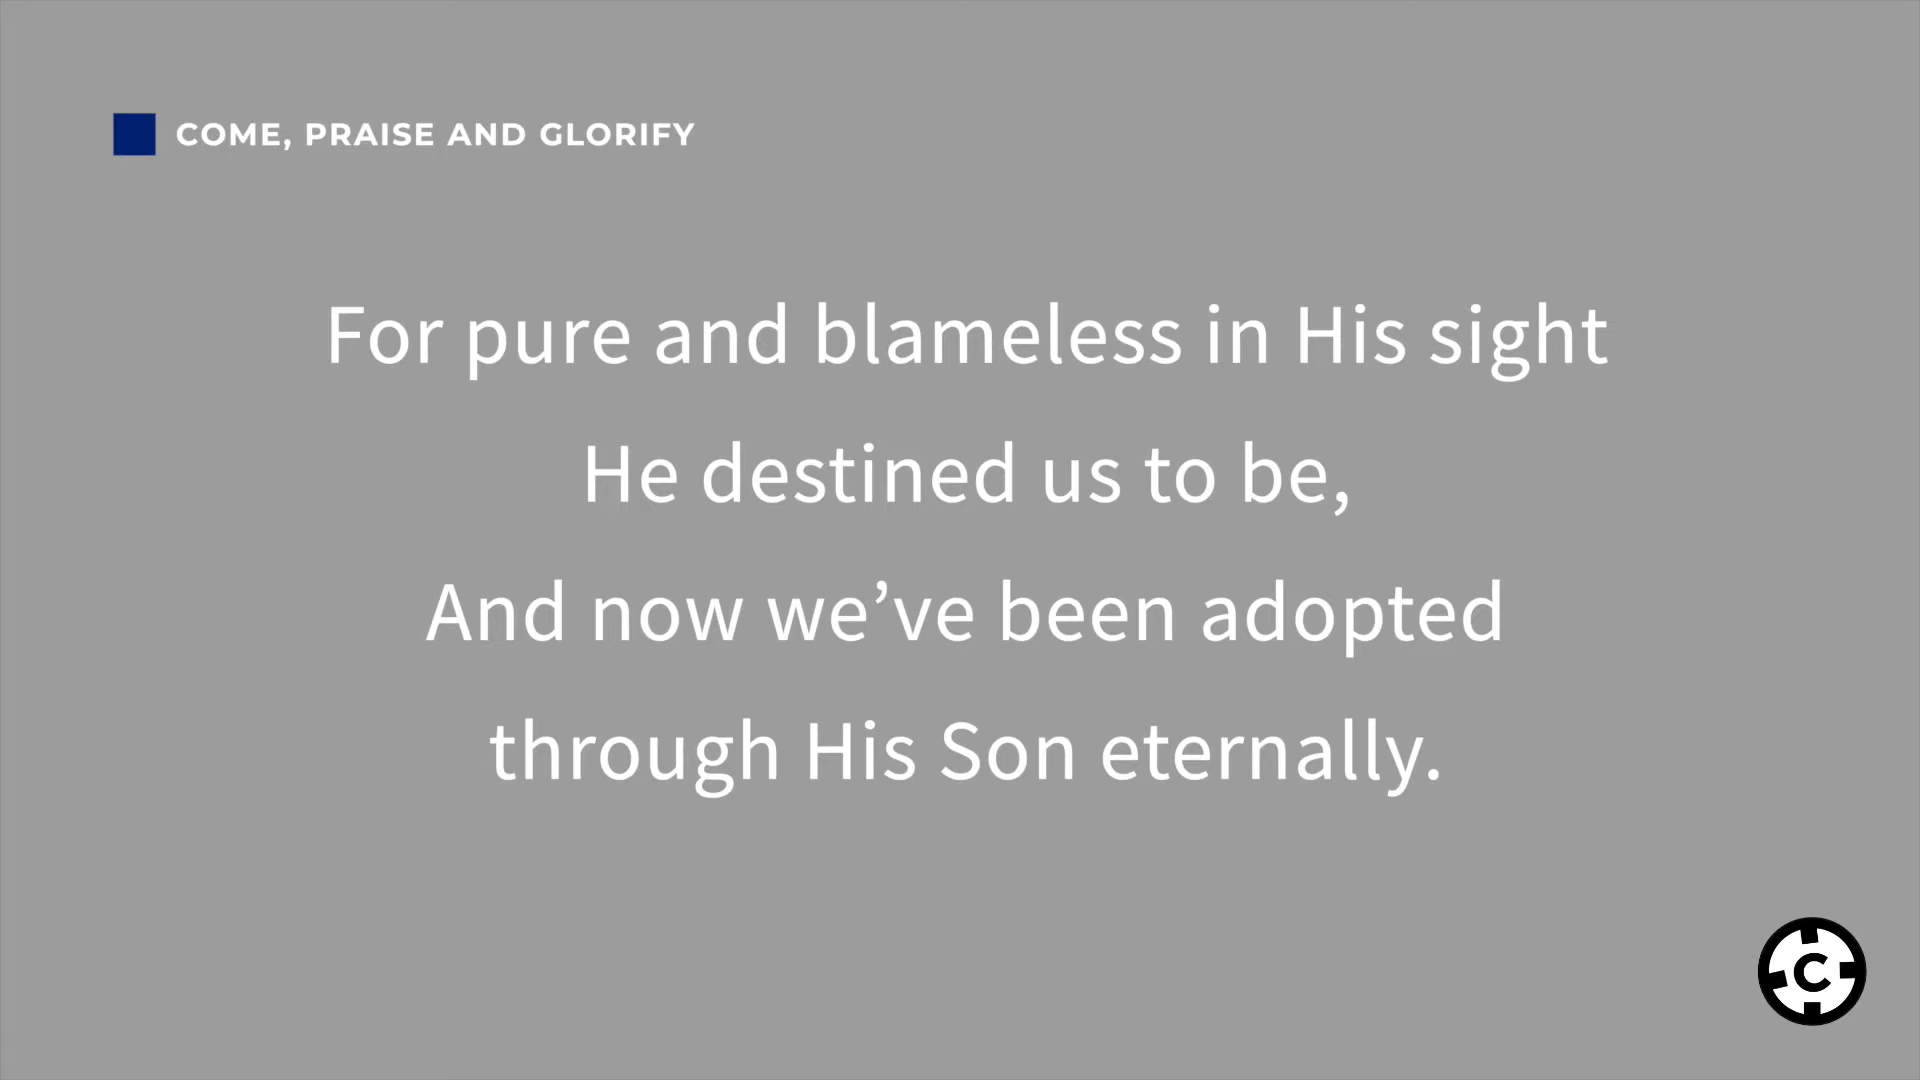 COME, PRAISE AND GLORIFY
For pure and blameless in His sight
He destined us to be,
And now we’ve been adopted
through His Son eternally.
C